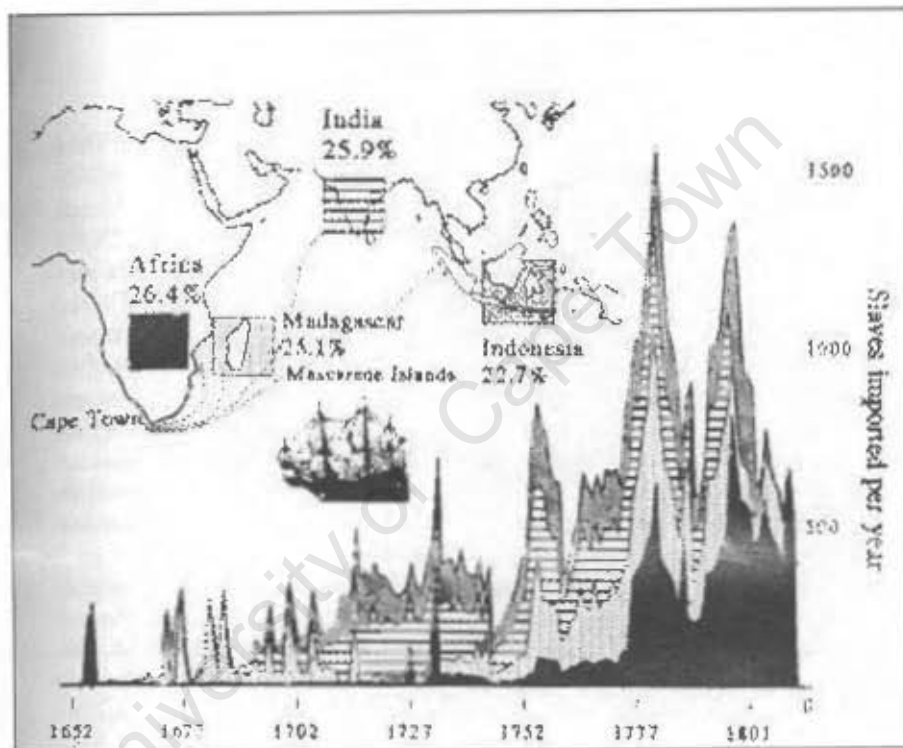 India
25.9%
Africa
26.4%
Madagascar
25.1%
Mascarene Islands
Indonesia
22.7%
Cape Town
1500
1000
500
Slaves imported per year
1652
1677
1702
1727
1752
1777
1801
University of Cape Town